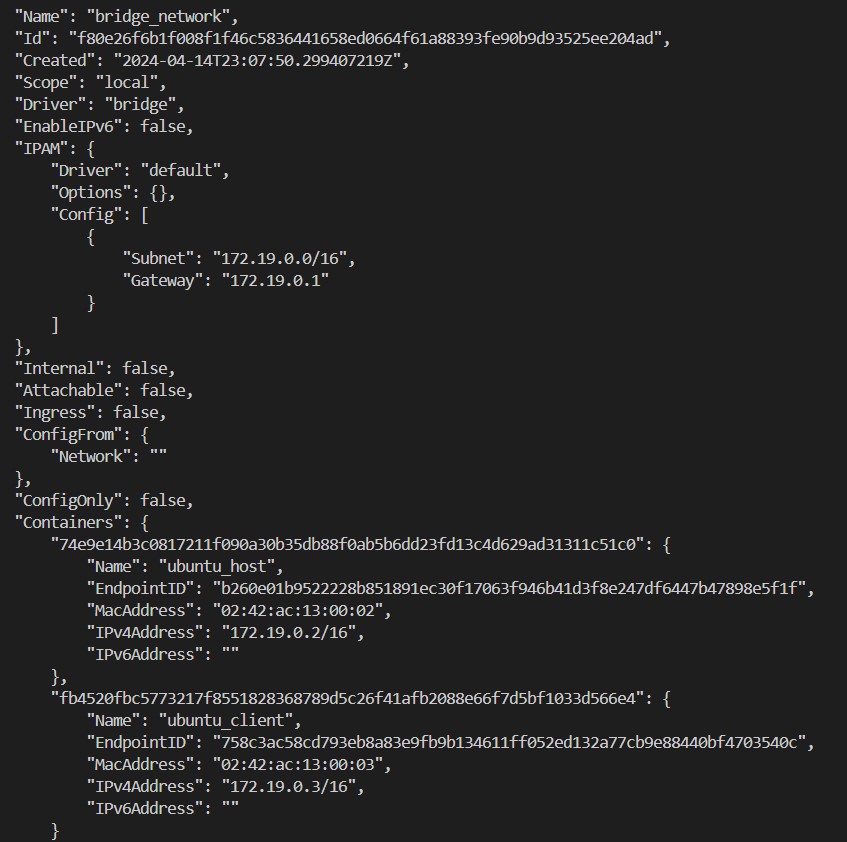 "Name": "bridge_network",
"Id": "f80e26f6b1f008f1f46c5836441658ed0664f61a88393fe90b9d93525ee204ad",
"Created": "2024-04-14T23:07:50.299407219Z",
"Scope": "local",
"Driver": "bridge",
"EnableIPv6": false,
"IPAM": {
    "Driver": "default",
    "Options": {},
    "Config": [
        {
            "Subnet": "172.19.0.0/16",
            "Gateway": "172.19.0.1"
        }
    ]
},
"Internal": false,
"Attachable": false,
"Ingress": false,
"ConfigFrom": {
    "Network": ""
},
"ConfigOnly": false,
"Containers": {
    "74e9e14b3c0817211f090a30b35db88f0ab5b6dd23fd13c4d629ad31311c51c0": {
        "Name": "ubuntu_host",
        "EndpointID": "b260e01b9522228b851891ec30f17063f946b41d3f8e247df6447b47898e5f1f",
        "MacAddress": "02:42:ac:13:00:02",
        "IPv4Address": "172.19.0.2/16",
        "IPv6Address": ""
    },
    "fb4520fbc5773217f8551828368789d5c26f41afb2088e66f7d5bf1033d566e4": {
        "Name": "ubuntu_client",
        "EndpointID": "758c3ac58cd793eb8a83e9fb9b134611ff052ed132a77cb9e88440bf4703540c",
        "MacAddress": "02:42:ac:13:00:03",
        "IPv4Address": "172.19.0.3/16",
        "IPv6Address": ""
    }